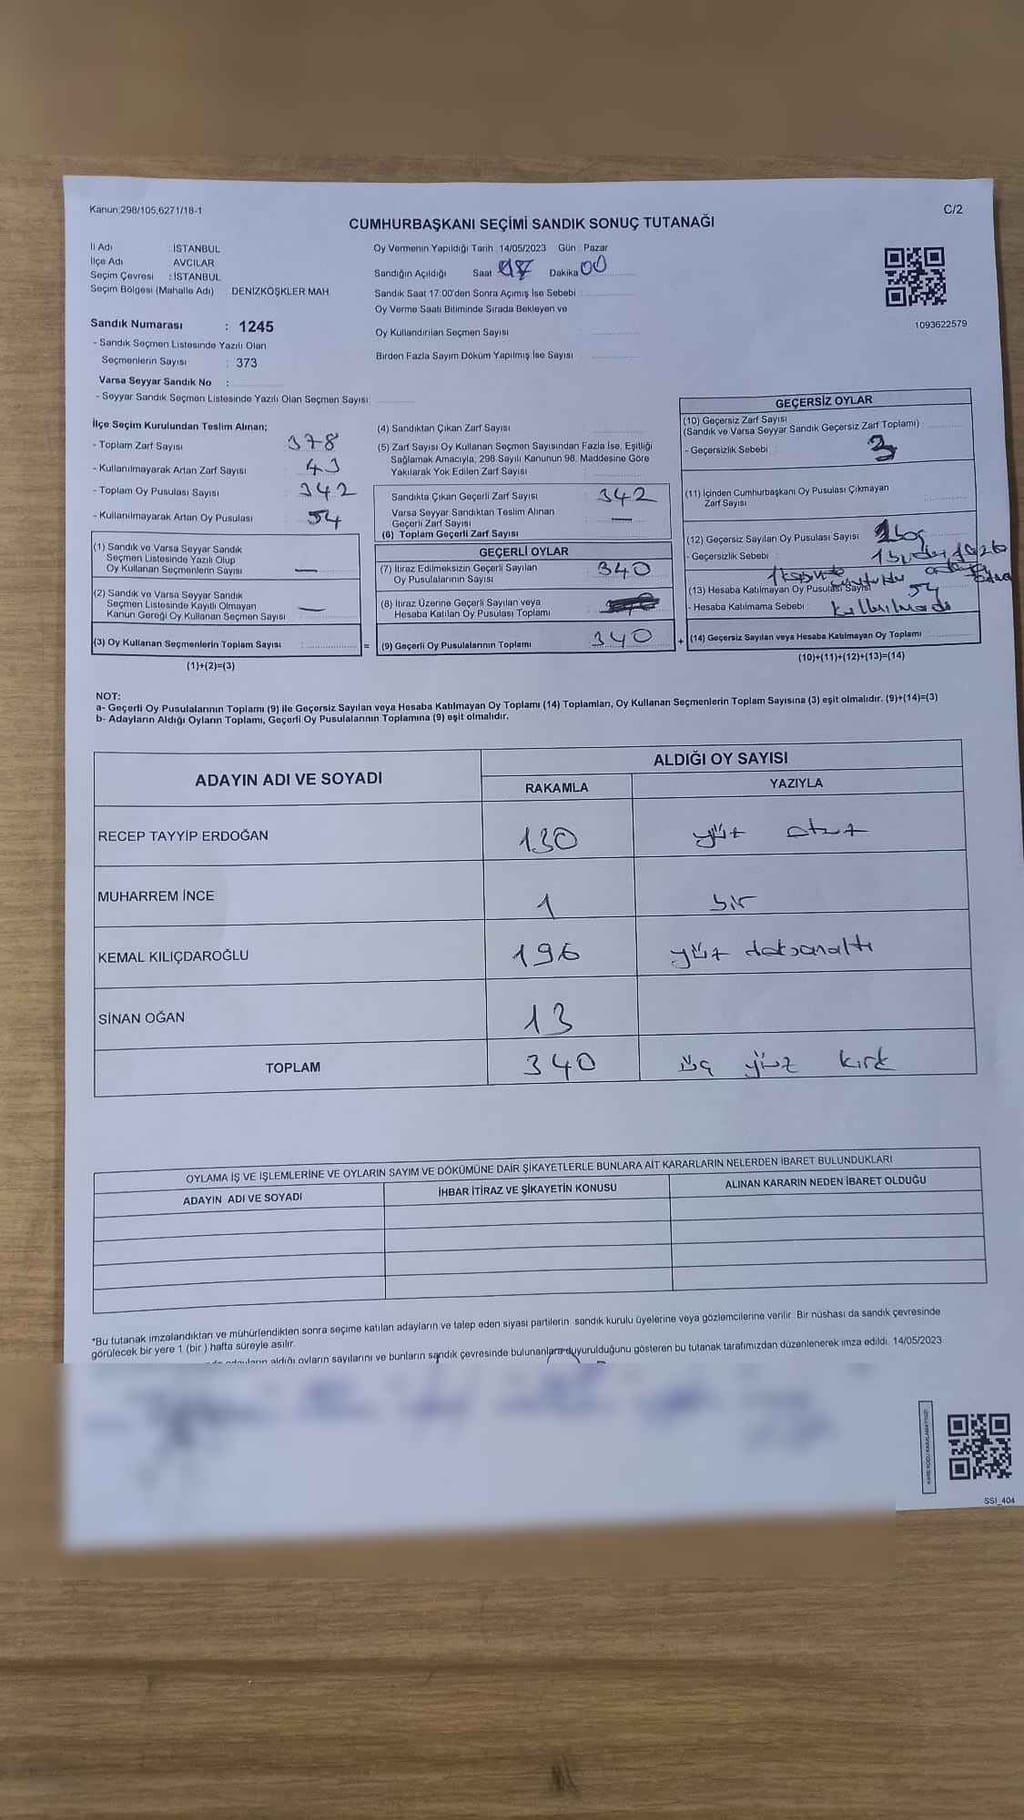 Kanun:298/105,6271/18-1
C/2
CUMHURBAŞKANI SEÇİMİ SANDIK SONUÇ TUTANAĞI
İl Adı : İSTANBUL
İlçe Adı : AVCILAR
Seçim Çevresi : İSTANBUL
Seçim Bölgesi (Mahalle Adı) : DENİZKÖŞKLER MAH.
Oy Vermenin Yapıldığı Tarih : 14/05/2023 Gün : Pazar
Sandığın Açıldığı Saat 17 Dakika 00
Sandık Saat 17:00'den Sonra Açımış İse Sebebi
Oy Verme Saati Bitiminde Sırada Bekleyen ve
Oy Kullandırılan Seçmen Sayısı
Birden Fazla Sayım Döküm Yapılmış İse Sayısı
1093622579
Sandık Numarası : 1245
- Sandık Seçmen Listesinde Yazılı Olan
Seçmenlerin Sayısı : 373
Varsa Seyyar Sandık No :
- Seyyar Sandık Seçmen Listesinde Yazılı Olan Seçmen Sayısı:
İlçe Seçim Kurulundan Teslim Alınan;
- Toplam Zarf Sayısı 378
- Kullanılmayarak Artan Zarf Sayısı 43
- Toplam Oy Pusulası Sayısı 342
- Kullanılmayarak Artan Oy Pusulası 54
(1) Sandık ve Varsa Seyyar Sandık
Seçmen Listesinde Yazılı Olup
Oy Kullanan Seçmenlerin Sayısı —
(2) Sandık ve Varsa Seyyar Sandık
Seçmen Listesinde Kayıtlı Olmayan
Kanun Gereği Oy Kullanan Seçmen Sayısı —
(3) Oy Kullanan Seçmenlerin Toplam Sayısı =
(1)+(2)=(3)
(4) Sandıktan Çıkan Zarf Sayısı
(5) Zarf Sayısı Oy Kullanan Seçmen Sayısından Fazla İse, Eşitliği
Sağlamak Amacıyla, 298 Sayılı Kanunun 98. Maddesine Göre
Yakılarak Yok Edilen Zarf Sayısı
Sandıkta Çıkan Geçerli Zarf Sayısı 342
Varsa Seyyar Sandıktan Teslim Alınan
Geçerli Zarf Sayısı —
(6) Toplam Geçerli Zarf Sayısı
GEÇERLİ OYLAR
(7) İtiraz Edilmeksizin Geçerli Sayılan
Oy Pusulalarının Sayısı 340
(8) İtiraz Üzerine Geçerli Sayılan veya
Hesaba Katılan Oy Pusulası Toplamı
(9) Geçerli Oy Pusulalarının Toplamı 340 +
GEÇERSİZ OYLAR
(10) Geçersiz Zarf Sayısı
(Sandık ve Varsa Seyyar Sandık Geçersiz Zarf Toplamı)
- Geçersizlik Sebebi 3
(11) İçinden Cumhurbaşkanı Oy Pusulası Çıkmayan
Zarf Sayısı
(12) Geçersiz Sayılan Oy Pusulası Sayısı boş
- Geçersizlik Sebebi
(13) Hesaba Katılmayan Oy Pusulası Sayısı 54
- Hesaba Katılmama Sebebi kullanılmadı
(14) Geçersiz Sayılan veya Hesaba Katılmayan Oy Toplamı
(10)+(11)+(12)+(13)=(14)
NOT:
a- Geçerli Oy Pusulalarının Toplamı (9) ile Geçersiz Sayılan veya Hesaba Katılmayan Oy Toplamı (14) Toplamları, Oy Kullanan Seçmenlerin Toplam Sayısına (3) eşit olmalıdır. (9)+(14)=(3)
b- Adayların Aldığı Oyların Toplamı, Geçerli Oy Pusulalarının Toplamına (9) eşit olmalıdır.
ADAYIN ADI VE SOYADI
ALDIĞI OY SAYISI
RAKAMLA YAZIYLA
RECEP TAYYİP ERDOĞAN 130 yüz otuz
MUHARREM İNCE 1 bir
KEMAL KILIÇDAROĞLU 196 yüz doksanaltı
SİNAN OĞAN 13
TOPLAM 340 üç yüz kırk
OYLAMA İŞ VE İŞLEMLERİNE VE OYLARIN SAYIM VE DÖKÜMÜNE DAİR ŞİKAYETLERLE BUNLARA AİT KARARLARIN NELERDEN İBARET BULUNDUKLARI
ADAYIN ADI VE SOYADI İHBAR İTİRAZ VE ŞİKAYETİN KONUSU ALINAN KARARIN NEDEN İBARET OLDUĞU
*Bu tutanak imzalandıktan ve mühürlendikten sonra seçime katılan adayların ve talep eden siyasi partilerin sandık kurulu üyelerine veya gözlemcilerine verilir. Bir nüshası da sandık çevresinde
görülecek bir yere 1 (bir) hafta süreyle asılır.
aldığı oyların sayılarını ve bunların sandık çevresinde bulunanlara duyurulduğunu gösteren bu tutanak tarafımızdan düzenlenerek imza edildi. 14/05/2023
SSİ_404